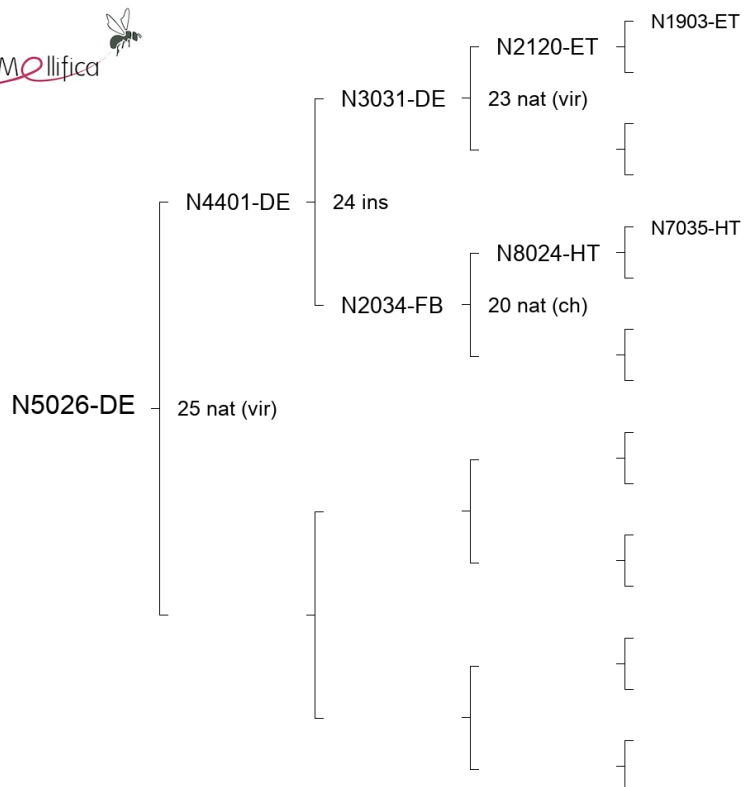 N1903-ET
N2120-ET
Mellifica
N3031-DE
23 nat (vir)
N4401-DE
24 ins
N7035-HT
N8024-HT
N2034-FB
20 nat (ch)
N5026-DE
25 nat (vir)